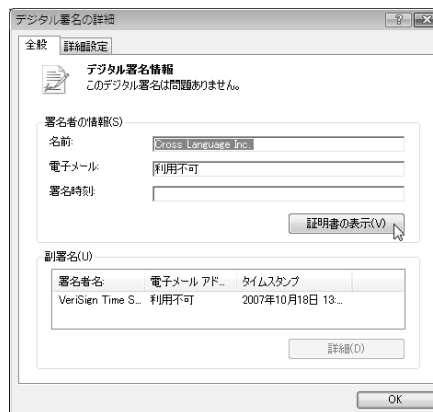 デジタル署名の詳細
全般 詳細設定
デジタル署名情報
このデジタル署名は問題ありません。
署名者の情報(S)
名前: Cross Language Inc.
電子メール: 利用不可
署名時刻:
証明書の表示(V)
副署名(U)
署名者名: 電子メール アド... タイムスタンプ
VeriSign Time S... 利用不可 2007年10月18日 13:...
詳細(D)
OK